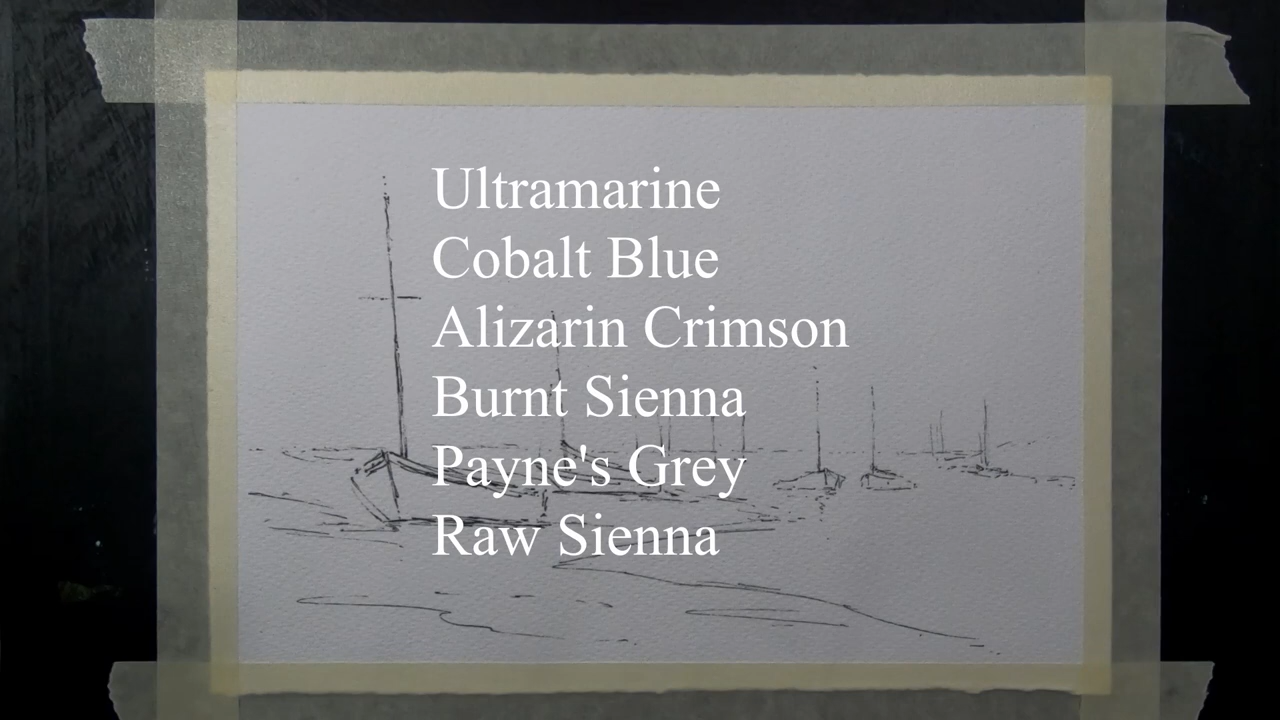 Ultramarine
Cobalt Blue
Alizarin Crimson
Burnt Sienna
Payne's Grey
Raw Sienna